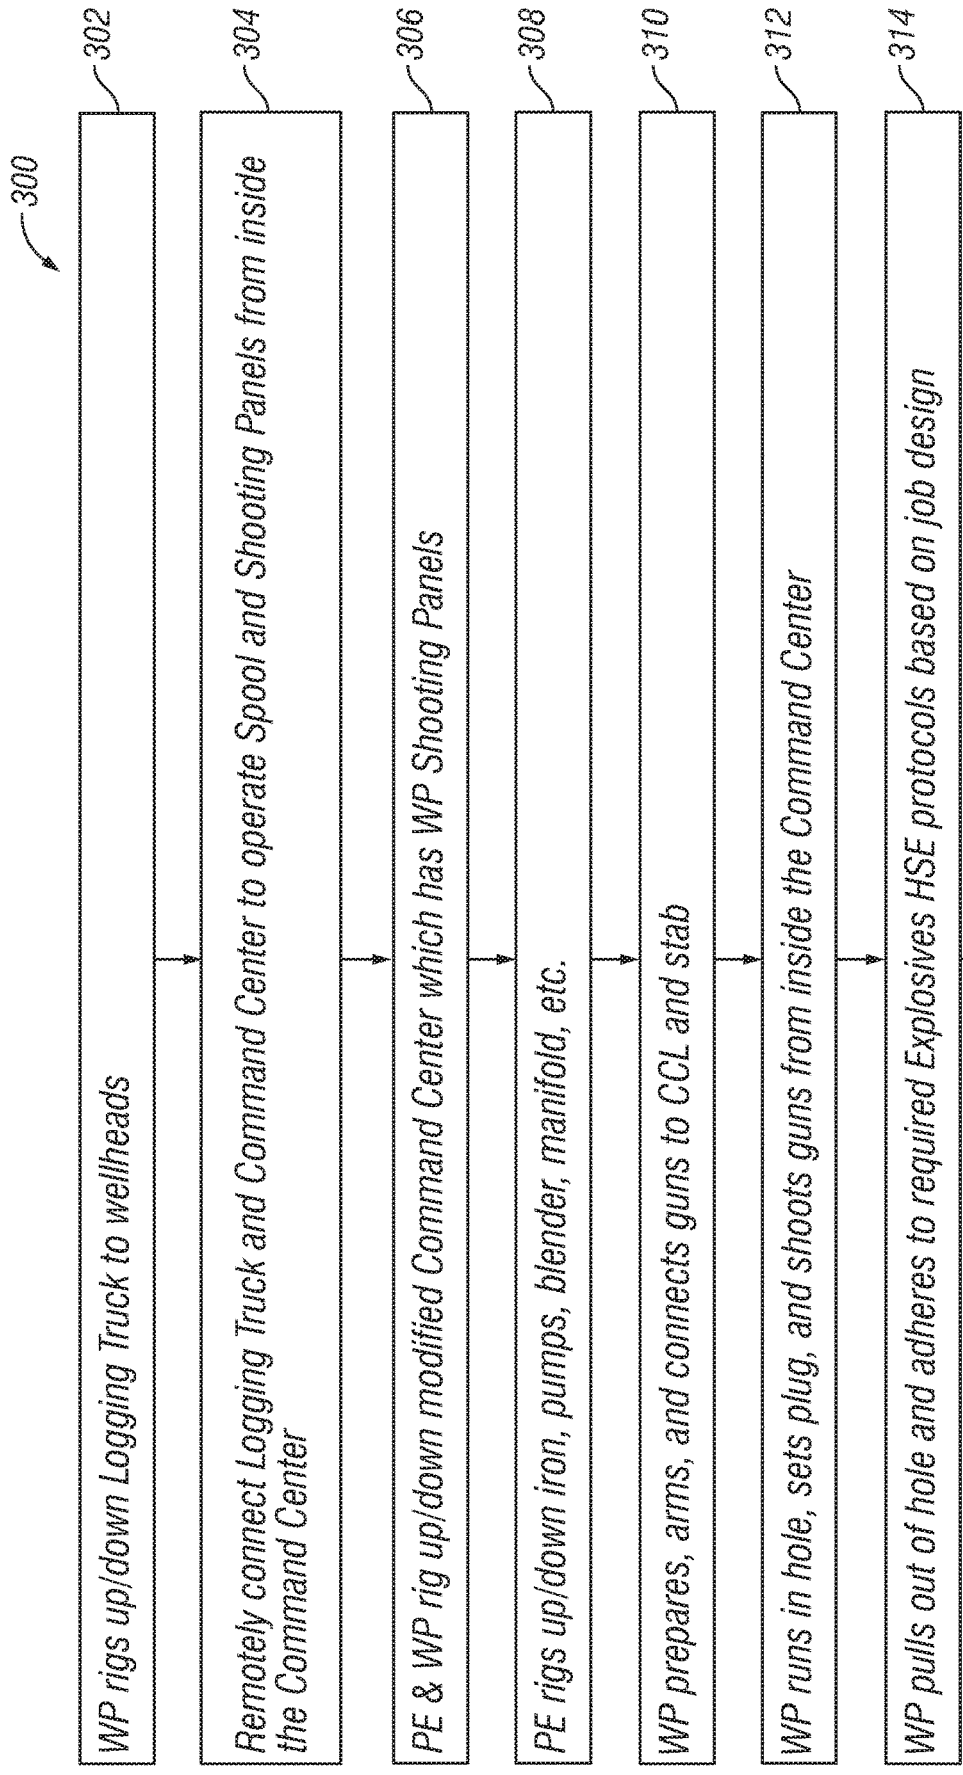 300
WP rigs up/down Logging Truck to wellheads
302
Remotely connect Logging Truck and Command Center to operate Spool and Shooting Panels from inside
the Command Center
304
PE & WP rig up/down modified Command Center which has WP Shooting Panels
306
PE rigs up/down iron, pumps, blender, manifold, etc.
308
WP prepares, arms, and connects guns to CCL and stab
310
WP runs in hole, sets plug, and shoots guns from inside the Command Center
312
WP pulls out of hole and adheres to required Explosives HSE protocols based on job design
314